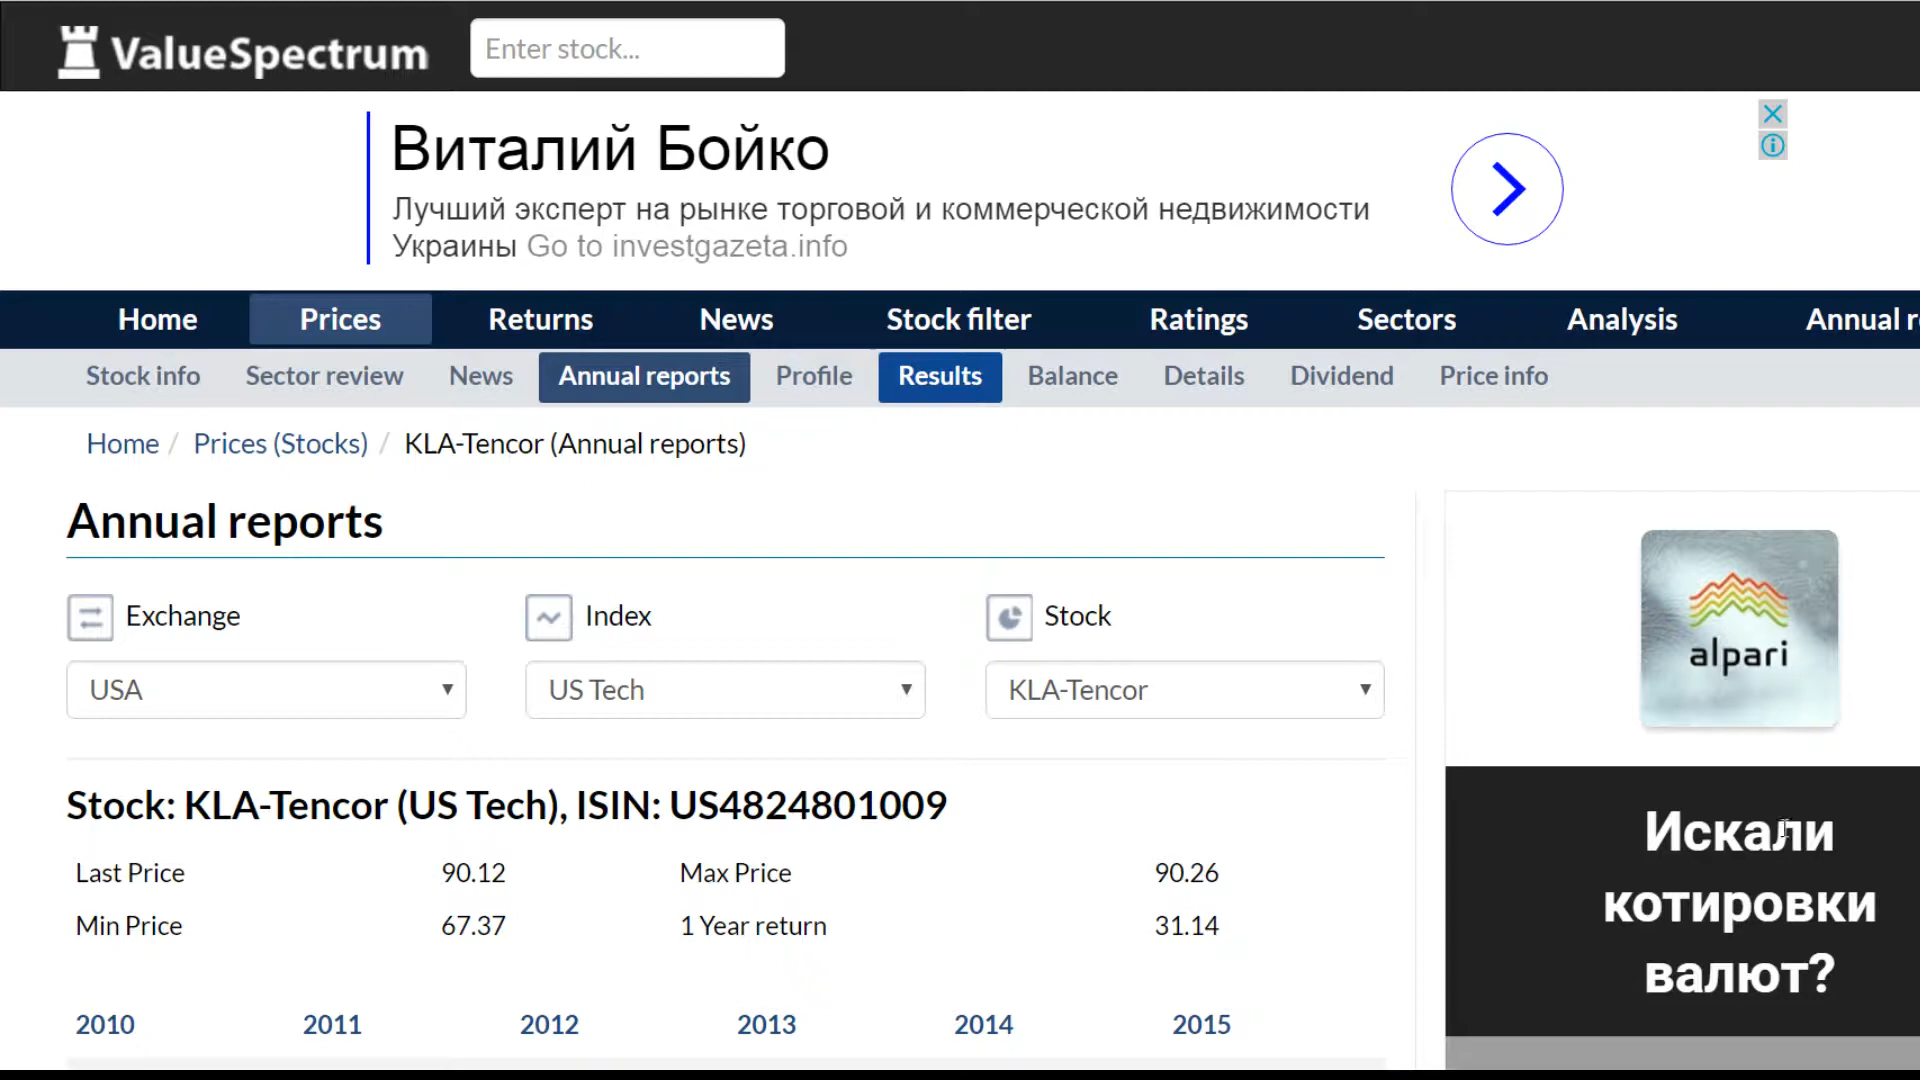 ValueSpectrum
Enter stock...
Виталий Бойко
Лучший эксперт на рынке торговой и коммерческой недвижимости
Украины Go to investgazeta.info
Home Prices Returns News Stock filter Ratings Sectors Analysis Annual r
Stock info Sector review News Annual reports Profile Results Balance Details Dividend Price info
Home / Prices (Stocks) / KLA-Tencor (Annual reports)
Annual reports
Exchange Index Stock
USA US Tech KLA-Tencor
Stock: KLA-Tencor (US Tech), ISIN: US4824801009
Last Price 90.12 Max Price 90.26
Min Price 67.37 1 Year return 31.14
2010 2011 2012 2013 2014 2015
alpari
Искали
котировки
валют?